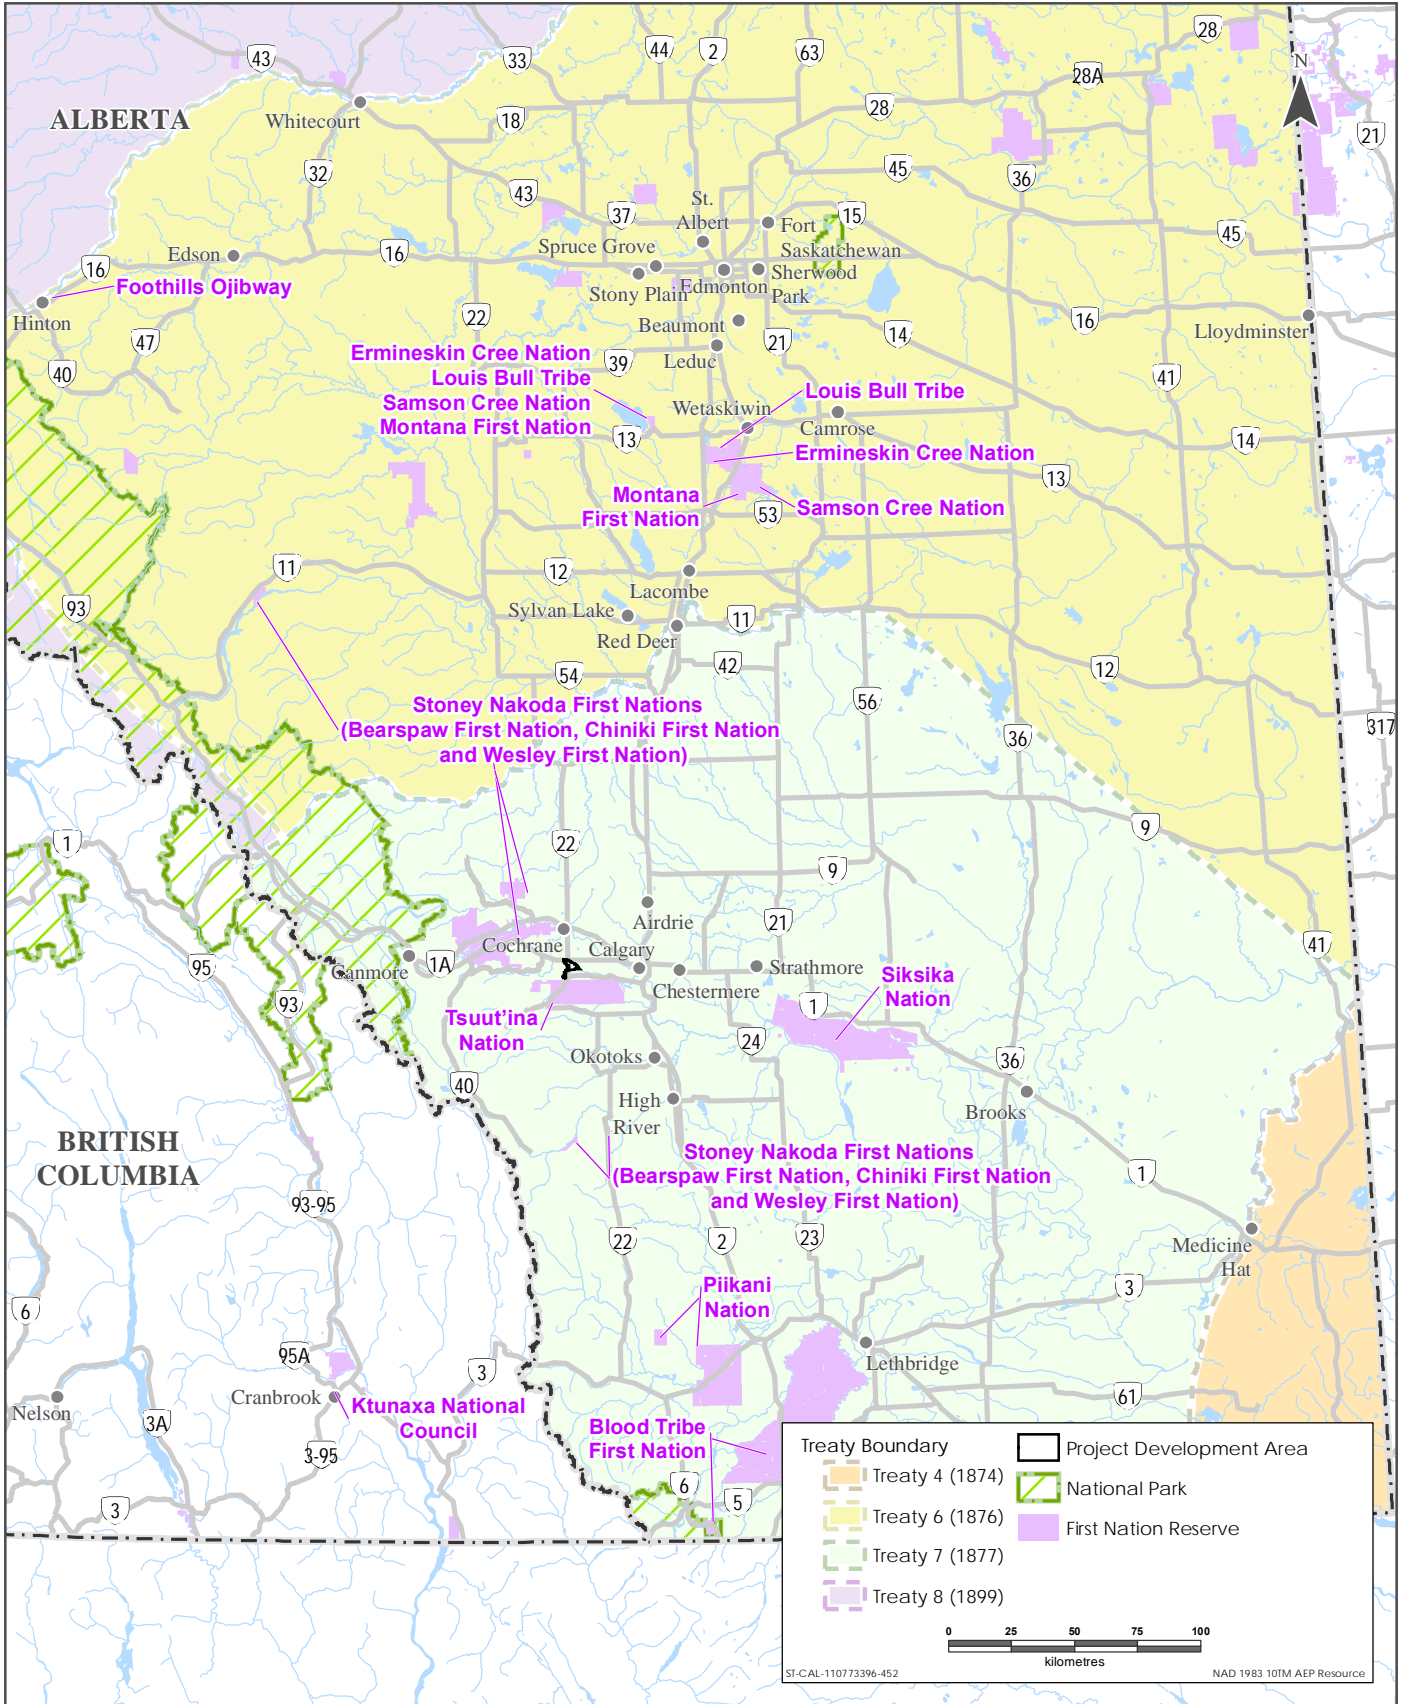 43
33
44
2
63
28
N
28A
ALBERTA
Whitecourt
18
28
21
32
43
45
36
37
St.
Albert
Fort
Saskatchewan
15
45
Edson
16
16
Spruce Grove
Stony Plain
Edmonton
Sherwood
Park
Foothills Ojibway
Hinton
22
Beaumont
16
Lloydminster
47
21
14
Leduc
39
40
41
Ermineskin Cree Nation
Louis Bull Tribe
Samson Cree Nation
Montana First Nation
Louis Bull Tribe
Wetaskiwin
Camrose
13
14
Ermineskin Cree Nation
13
Montana
First Nation
Samson Cree Nation
53
11
12
Lacombe
93
Sylvan Lake
11
Red Deer
42
12
54
56
Stoney Nakoda First Nations
(Bearspaw First Nation, Chiniki First Nation
and Wesley First Nation)
36
317
1
22
9
9
Airdrie
21
41
Cochrane
Calgary
Canmore
1A
95
Strathmore
Chestermere
Siksika
Nation
93
1
Tsuut'ina
Nation
24
Okotoks
36
40
High
River
Brooks
BRITISH
COLUMBIA
Stoney Nakoda First Nations
(Bearspaw First Nation, Chiniki First Nation
and Wesley First Nation)
1
93-95
22
2
23
Medicine
Hat
6
Piikani
Nation
3
95A
3
Lethbridge
Cranbrook
Nelson
3A
Ktunaxa National
Council
61
3-95
Blood Tribe
First Nation
3
6
5
Treaty Boundary
Treaty 4 (1874)
Treaty 6 (1876)
Treaty 7 (1877)
Treaty 8 (1899)
Project Development Area
National Park
First Nation Reserve
0 25 50 75 100
kilometres
ST-CAL-110773396-452
NAD 1983 10TM AEP Resource